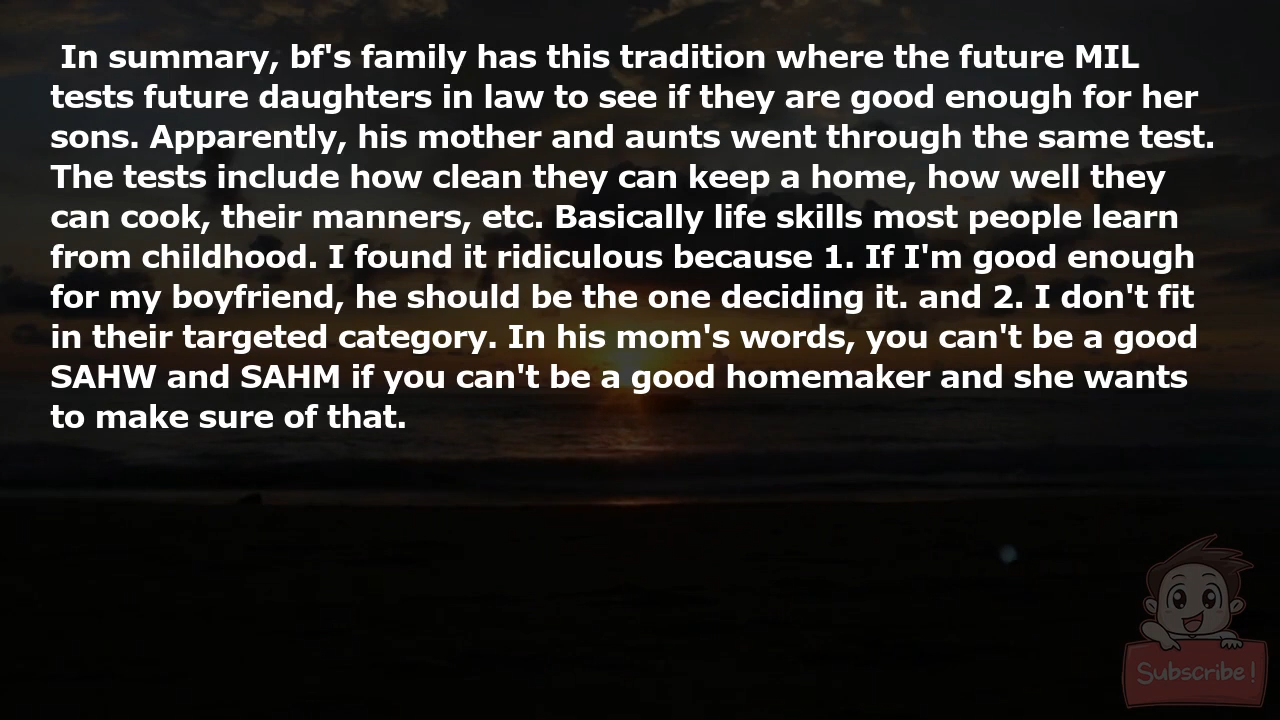 In summary, bf's family has this tradition where the future MIL
tests future daughters in law to see if they are good enough for her
sons. Apparently, his mother and aunts went through the same test.
The tests include how clean they can keep a home, how well they
can cook, their manners, etc. Basically life skills most people learn
from childhood. I found it ridiculous because 1. If I'm good enough
for my boyfriend, he should be the one deciding it. and 2. I don't fit
in their targeted category. In his mom's words, you can't be a good
SAHW and SAHM if you can't be a good homemaker and she wants
to make sure of that.
Subscribe!